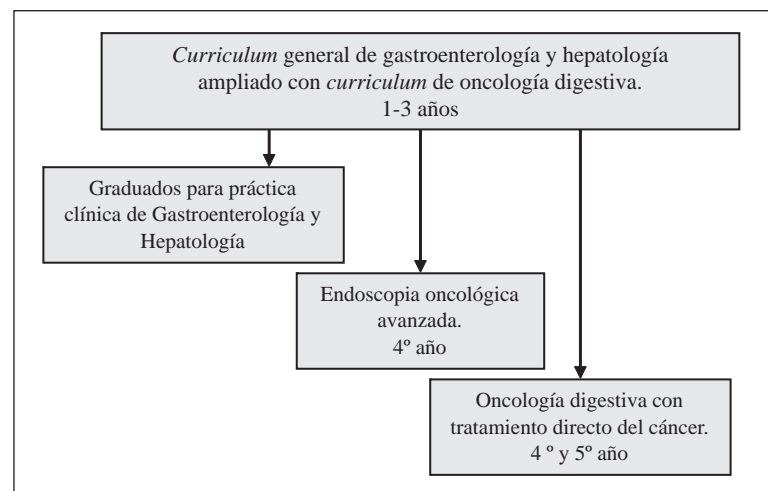 Curriculum general de gastroenterología y hepatología
ampliado con curriculum de oncología digestiva.
1-3 años
Graduados para práctica
clínica de Gastroenterología y
Hepatología
Endoscopia oncológica
avanzada.
4º año
Oncología digestiva con
tratamiento directo del cáncer.
4 º y 5º año